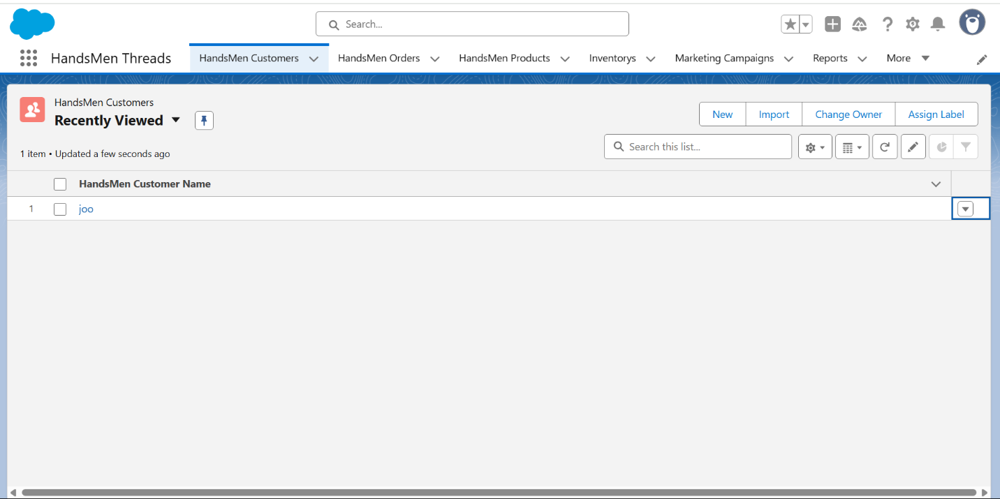 Search...
HandsMen Threads
HandsMen Customers
HandsMen Orders
HandsMen Products
Inventorys
Marketing Campaigns
Reports
More
HandsMen Customers
Recently Viewed
New
Import
Change Owner
Assign Label
1 item • Updated a few seconds ago
Search this list...
HandsMen Customer Name
1
joo